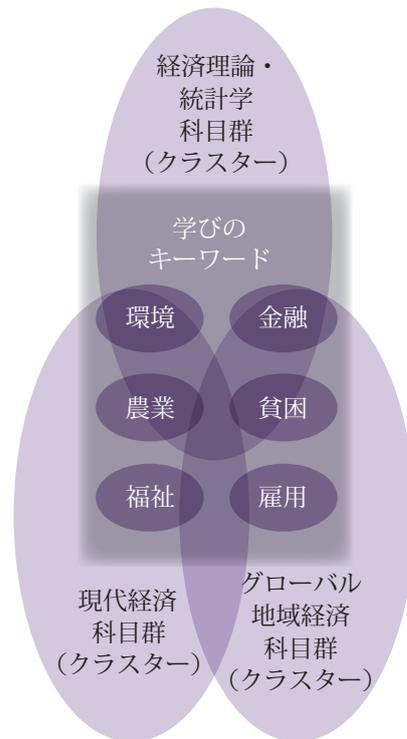 経済理論・
統計学
科目群
（クラスター）
学びの
キーワード
環境
金融
農業
貧困
福祉
雇用
現代経済
科目群
（クラスター）
グローバル
地域経済
科目群
（クラスター）